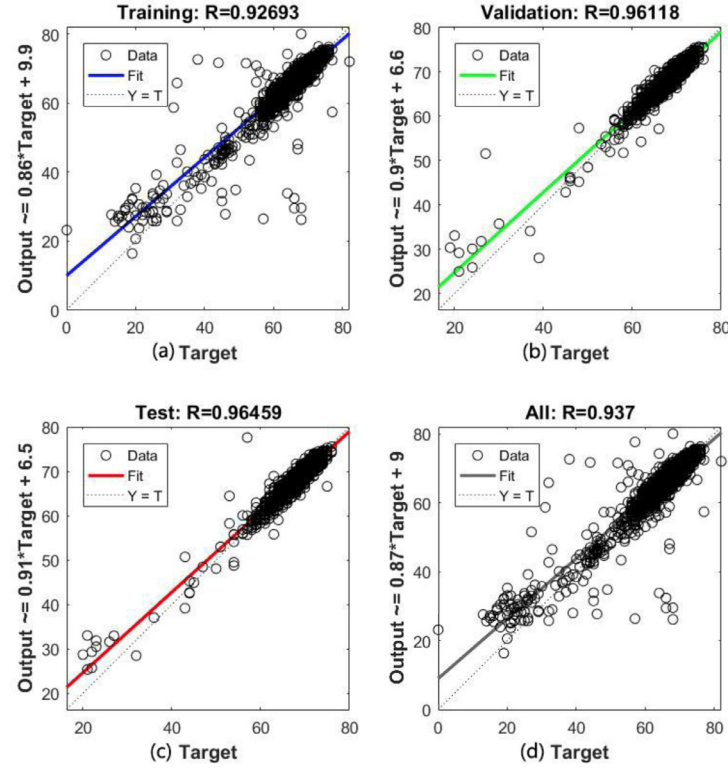 Training: R=0.92693
Output ~= 0.86*Target + 9.9
80
60
40
20
0
Data
Fit
Y = T
0 20 40 60 80
(a) Target
Validation: R=0.96118
Output ~= 0.9*Target + 6.6
80
70
60
50
40
30
20
Data
Fit
Y = T
20 40 60 80
(b) Target
Test: R=0.96459
Output ~= 0.91*Target + 6.5
80
70
60
50
40
30
20
Data
Fit
Y = T
20 40 60 80
(c) Target
All: R=0.937
Output ~= 0.87*Target + 9
80
60
40
20
0
Data
Fit
Y = T
0 20 40 60 80
(d) Target